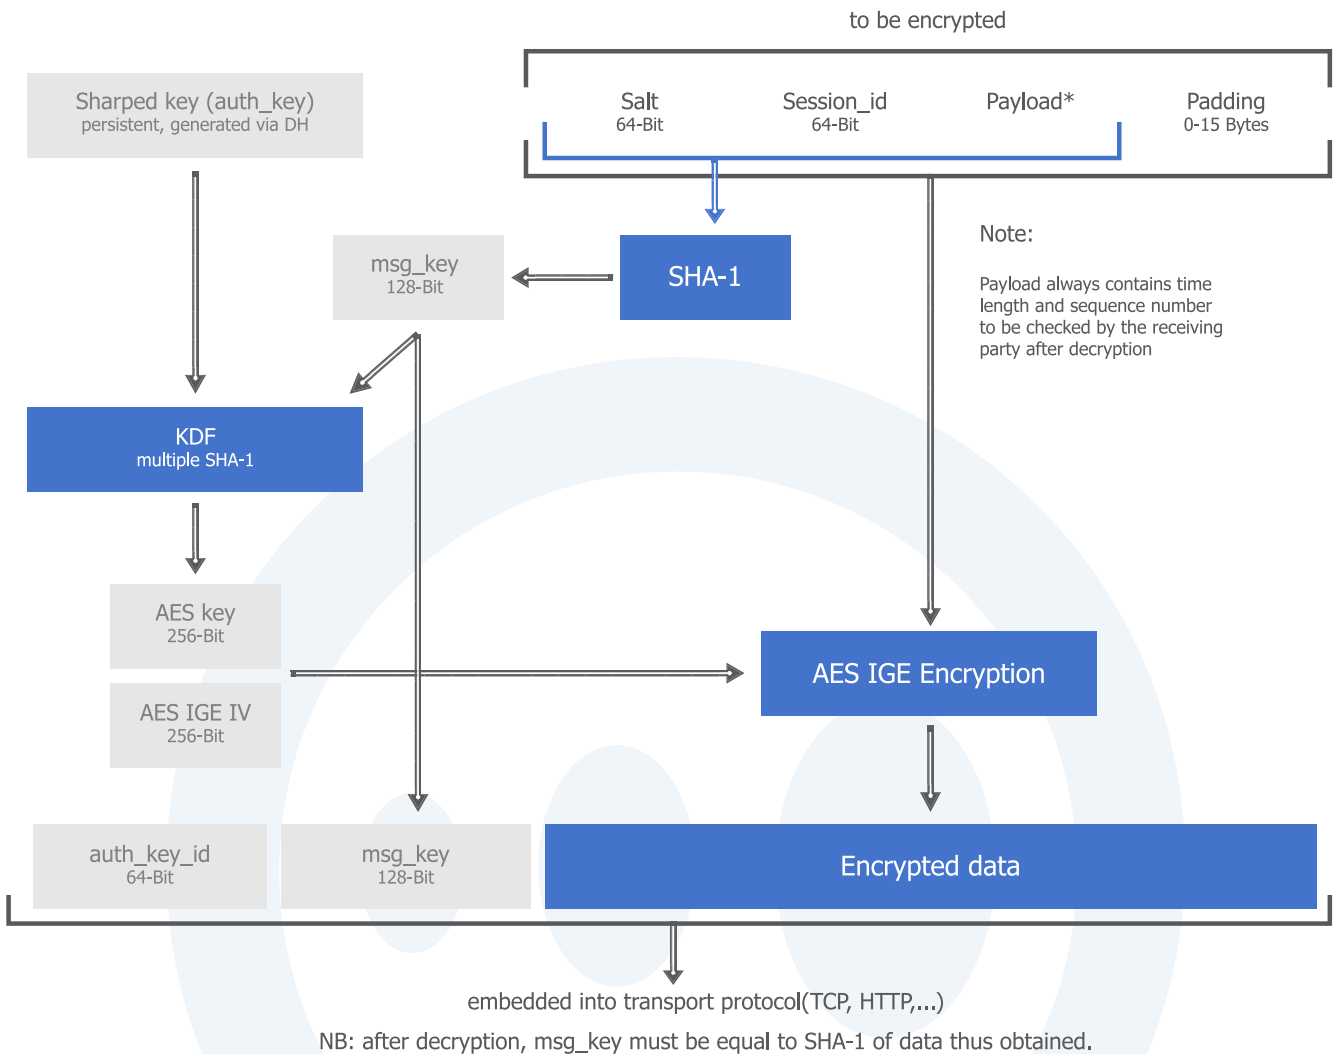 to be encrypted
Sharped key (auth_key)
persistent, generated via DH
Salt
64-Bit
Session_id
64-Bit
Payload*
Padding
0-15 Bytes
msg_key
128-Bit
SHA-1
Note:
Payload always contains time
length and sequence number
to be checked by the receiving
party after decryption
KDF
multiple SHA-1
AES key
256-Bit
AES IGE IV
256-Bit
AES IGE Encryption
auth_key_id
64-Bit
msg_key
128-Bit
Encrypted data
embedded into transport protocol(TCP, HTTP,...)
NB: after decryption, msg_key must be equal to SHA-1 of data thus obtained.